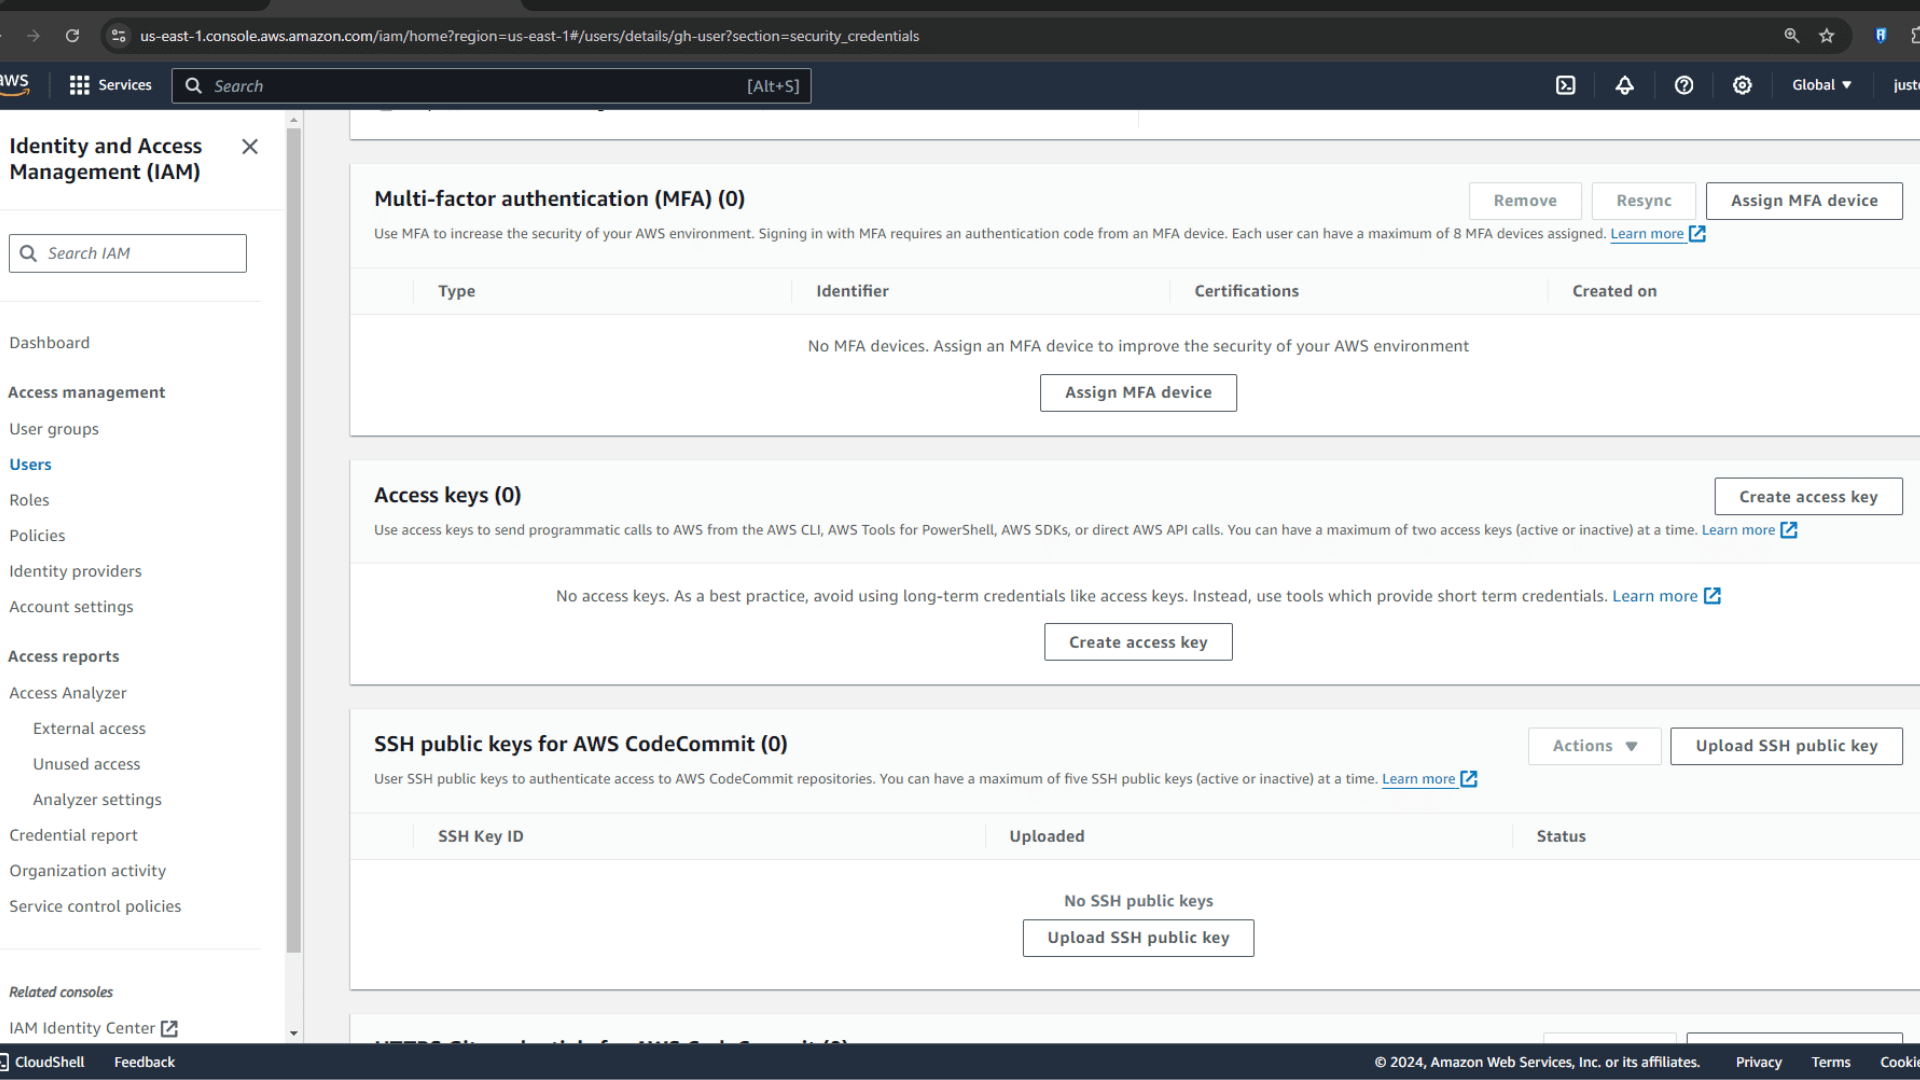 us-east-1.console.aws.amazon.com/iam/home?region=us-east-1#/users/details/gh-user?section=security_credentials
aws
Services
Search
[Alt+S]
Global
Identity and Access
Management (IAM)
Search IAM
Dashboard
Access management
User groups
Users
Roles
Policies
Identity providers
Account settings
Access reports
Access Analyzer
External access
Unused access
Analyzer settings
Credential report
Organization activity
Service control policies
Related consoles
IAM Identity Center
Multi-factor authentication (MFA) (0)
Remove
Resync
Assign MFA device
Use MFA to increase the security of your AWS environment. Signing in with MFA requires an authentication code from an MFA device. Each user can have a maximum of 8 MFA devices assigned. Learn more
Type
Identifier
Certifications
Created on
No MFA devices. Assign an MFA device to improve the security of your AWS environment
Assign MFA device
Access keys (0)
Create access key
Use access keys to send programmatic calls to AWS from the AWS CLI, AWS Tools for PowerShell, AWS SDKs, or direct AWS API calls. You can have a maximum of two access keys (active or inactive) at a time. Learn more
No access keys. As a best practice, avoid using long-term credentials like access keys. Instead, use tools which provide short term credentials. Learn more
Create access key
SSH public keys for AWS CodeCommit (0)
Actions
Upload SSH public key
User SSH public keys to authenticate access to AWS CodeCommit repositories. You can have a maximum of five SSH public keys (active or inactive) at a time. Learn more
SSH Key ID
Uploaded
Status
No SSH public keys
Upload SSH public key
CloudShell
Feedback
© 2024, Amazon Web Services, Inc. or its affiliates.
Privacy
Terms
Cookie